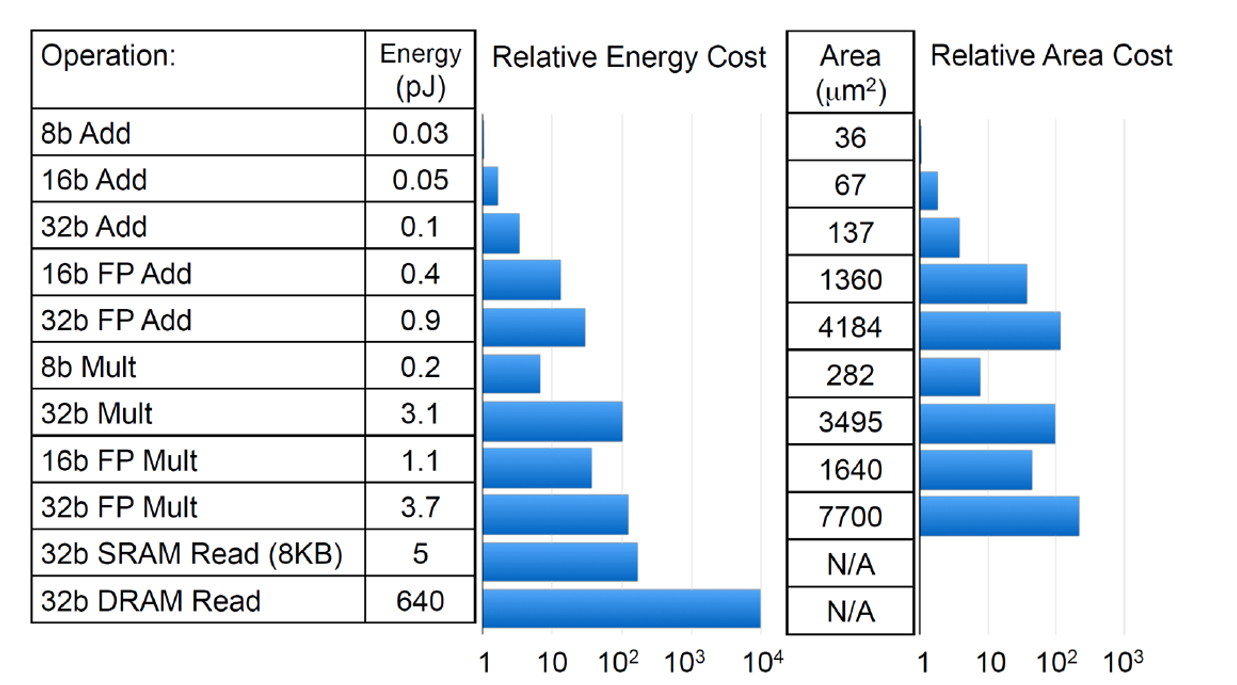 Operation: Energy (pJ) Relative Energy Cost Area (μm²) Relative Area Cost
8b Add 0.03 36
16b Add 0.05 67
32b Add 0.1 137
16b FP Add 0.4 1360
32b FP Add 0.9 4184
8b Mult 0.2 282
32b Mult 3.1 3495
16b FP Mult 1.1 1640
32b FP Mult 3.7 7700
32b SRAM Read (8KB) 5 N/A
32b DRAM Read 640 N/A
1 10 10² 10³ 10⁴ 1 10 10² 10³